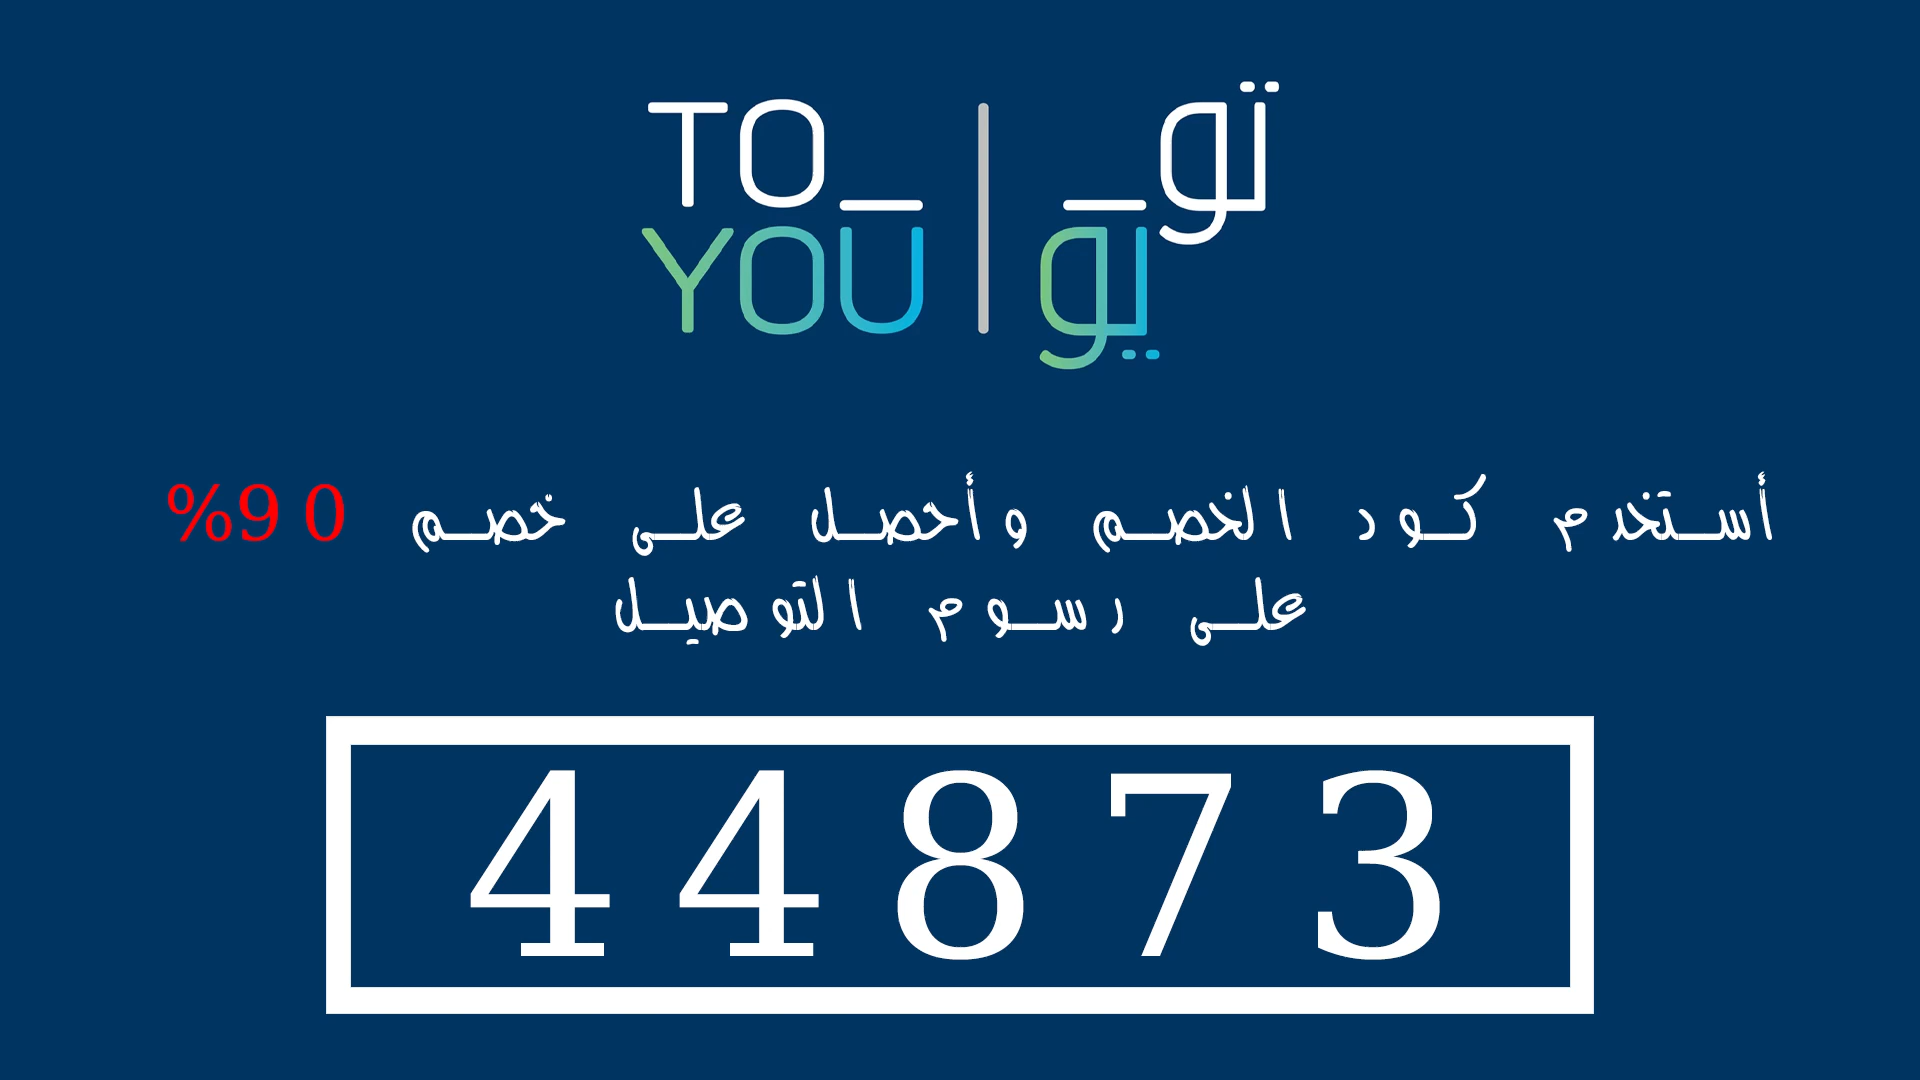 TO
YOU
تو
يو
أستخدم كود الخصم وأحصل على خصم %90
على رسوم التوصيل
44873